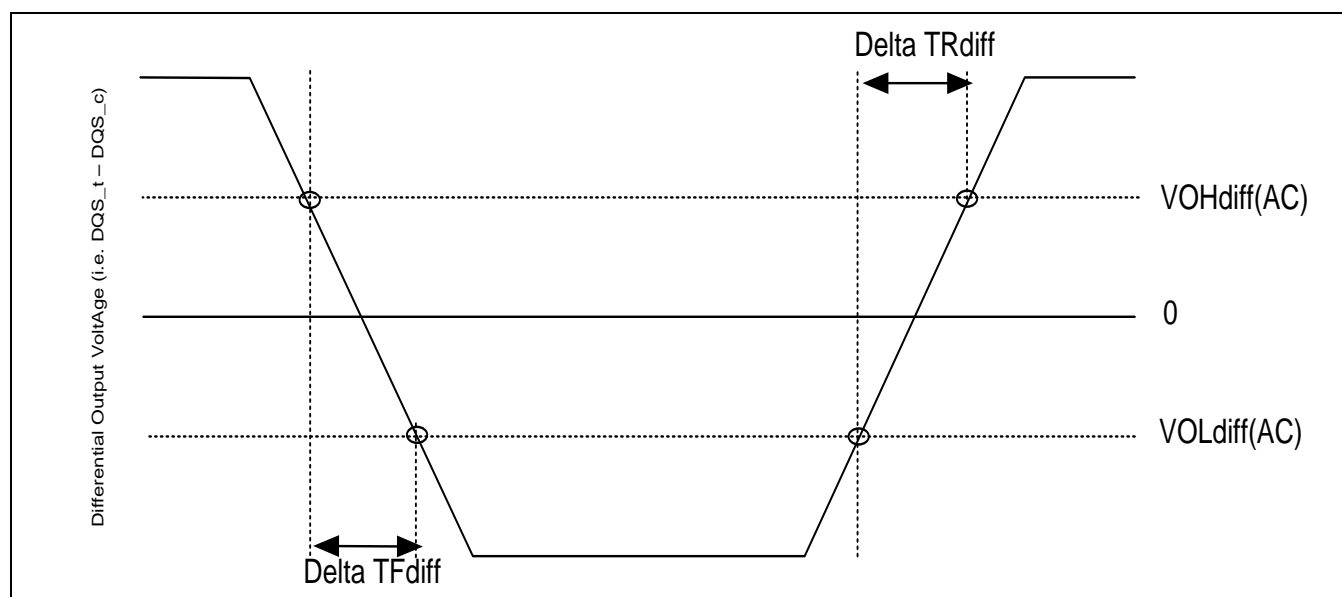 Delta TRdiff
Differential Output VoltAge (i.e. DQS_t – DQS_c)
VOHdiff(AC)
0
VOLdiff(AC)
Delta TFdiff